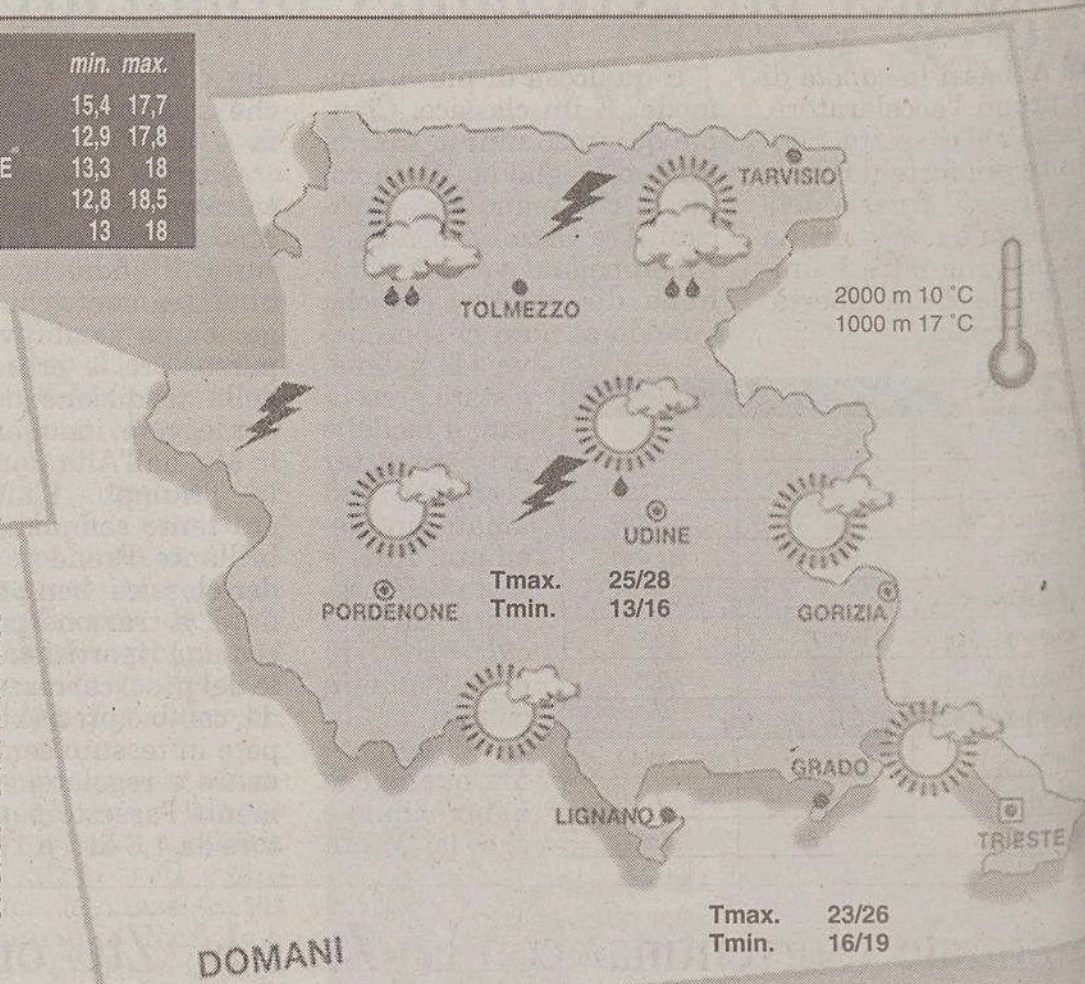 min. max.
15,4 17,7
12,9 17,8
E 13,3 18
12,8 18,5
13 18
TARVISIO
TOLMEZZO
2000 m 10 °C
1000 m 17 °C
UDINE
PORDENONE
GORIZIA
Tmax. 25/28
Tmin. 13/16
GRADO
LIGNANO
TRIESTE
Tmax. 23/26
Tmin. 16/19
DOMANI